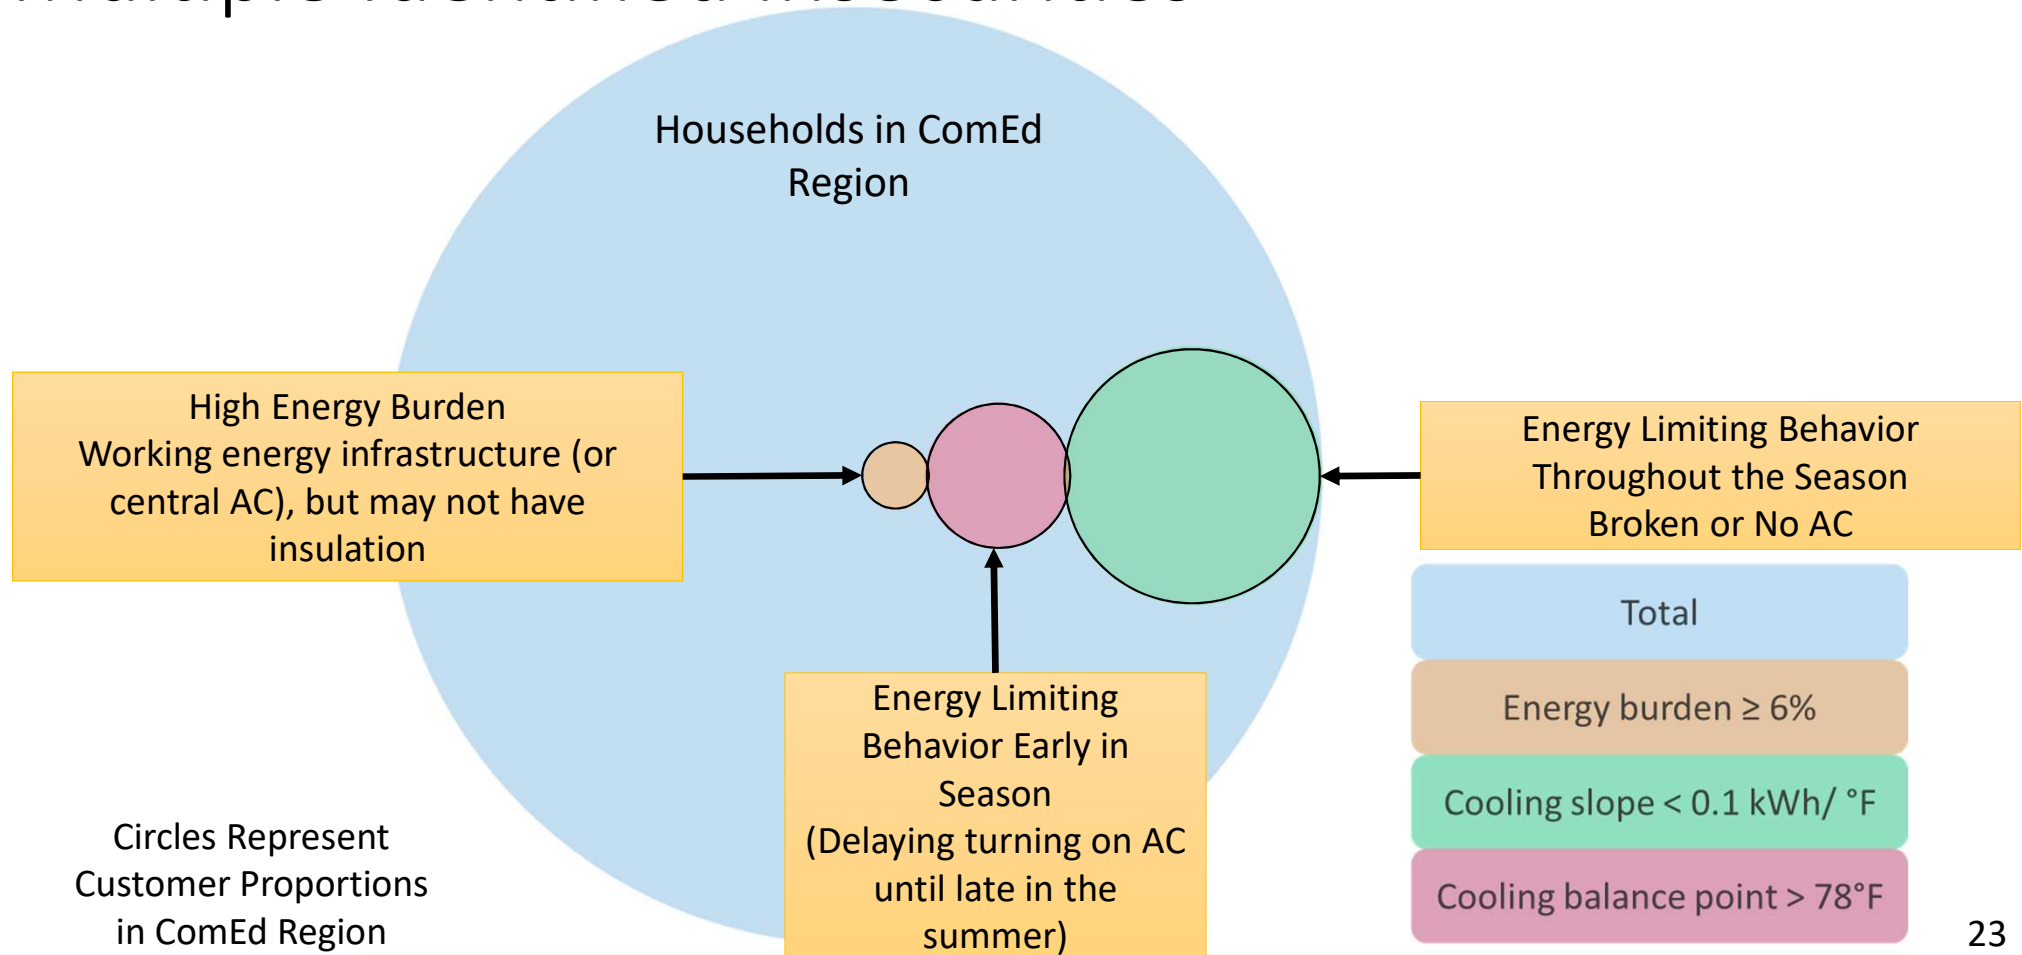 Households in ComEd
Region
High Energy Burden
Working energy infrastructure (or
central AC), but may not have
insulation
Energy Limiting Behavior
Throughout the Season
Broken or No AC
Energy Limiting
Behavior Early in
Season
(Delaying turning on AC
until late in the
summer)
Total
Energy burden ≥ 6%
Cooling slope < 0.1 kWh/ °F
Cooling balance point > 78°F
Circles Represent
Customer Proportions
in ComEd Region
23